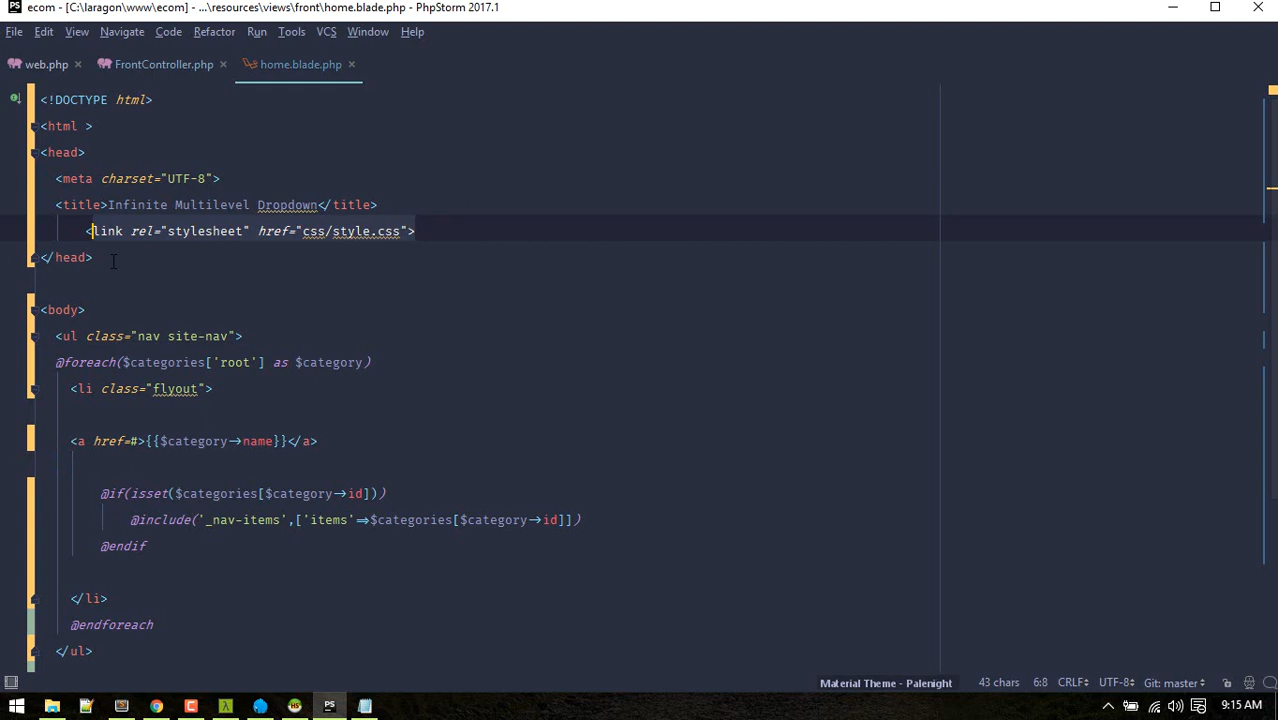 ecom - [C:\laragon\www\ecom] - ...\resources\views\front\home.blade.php - PhpStorm 2017.1
File Edit View Navigate Code Refactor Run Tools VCS Window Help
web.php FrontController.php home.blade.php
<!DOCTYPE html>
<html >
<head>
<meta charset="UTF-8">
<title>Infinite Multilevel Dropdown</title>
<link rel="stylesheet" href="css/style.css">
</head>
<body>
<ul class="nav site-nav">
@foreach($categories['root'] as $category)
<li class="flyout">
<a href=#>{{$category->name}}</a>
@if(isset($categories[$category->id]))
@include('_nav-items',['items'=>$categories[$category->id]])
@endif
</li>
@endforeach
</ul>
Material Theme - Palenight 43 chars 6:8 CRLF UTF-8 Git: master
PS 9:15 AM